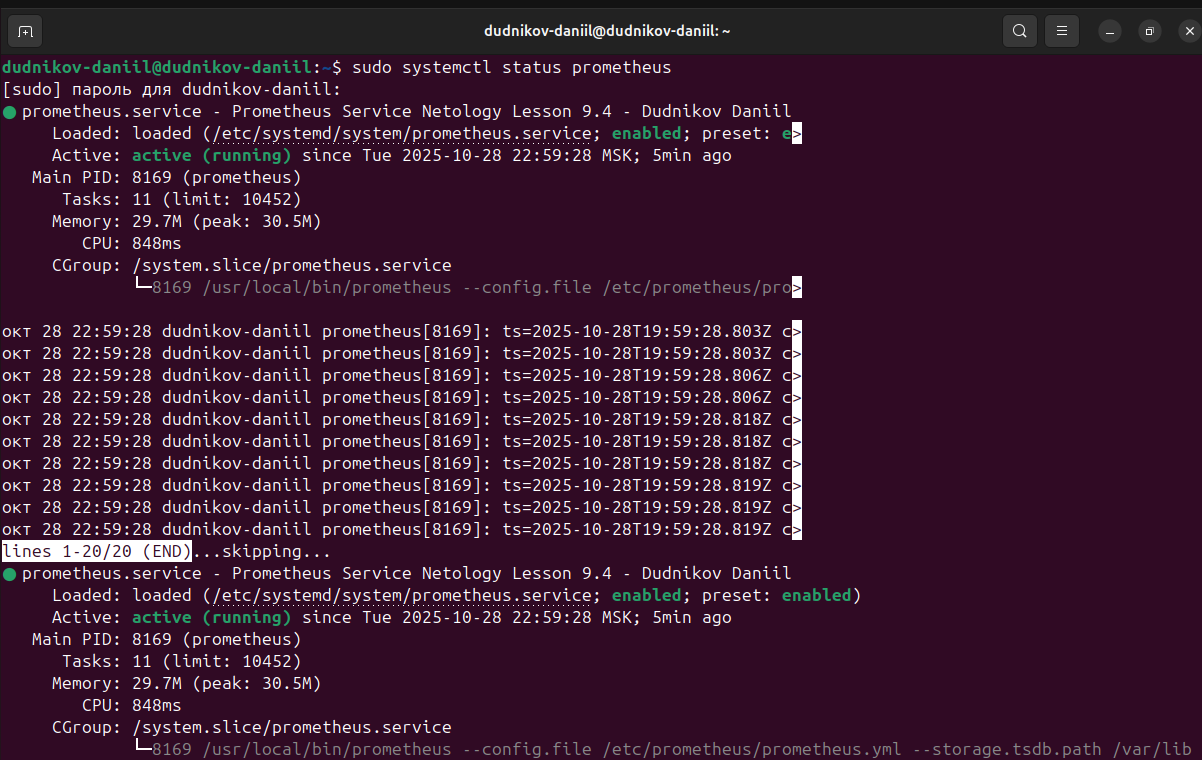 dudnikov-daniil@dudnikov-daniil: ~
dudnikov-daniil@dudnikov-daniil:~$ sudo systemctl status prometheus
[sudo] пароль для dudnikov-daniil:
● prometheus.service - Prometheus Service Netology Lesson 9.4 - Dudnikov Daniil
     Loaded: loaded (/etc/systemd/system/prometheus.service; enabled; preset: e>
     Active: active (running) since Tue 2025-10-28 22:59:28 MSK; 5min ago
   Main PID: 8169 (prometheus)
      Tasks: 11 (limit: 10452)
     Memory: 29.7M (peak: 30.5M)
        CPU: 848ms
     CGroup: /system.slice/prometheus.service
             └─8169 /usr/local/bin/prometheus --config.file /etc/prometheus/pro>
окт 28 22:59:28 dudnikov-daniil prometheus[8169]: ts=2025-10-28T19:59:28.803Z c>
окт 28 22:59:28 dudnikov-daniil prometheus[8169]: ts=2025-10-28T19:59:28.803Z c>
окт 28 22:59:28 dudnikov-daniil prometheus[8169]: ts=2025-10-28T19:59:28.806Z c>
окт 28 22:59:28 dudnikov-daniil prometheus[8169]: ts=2025-10-28T19:59:28.806Z c>
окт 28 22:59:28 dudnikov-daniil prometheus[8169]: ts=2025-10-28T19:59:28.818Z c>
окт 28 22:59:28 dudnikov-daniil prometheus[8169]: ts=2025-10-28T19:59:28.818Z c>
окт 28 22:59:28 dudnikov-daniil prometheus[8169]: ts=2025-10-28T19:59:28.818Z c>
окт 28 22:59:28 dudnikov-daniil prometheus[8169]: ts=2025-10-28T19:59:28.819Z c>
окт 28 22:59:28 dudnikov-daniil prometheus[8169]: ts=2025-10-28T19:59:28.819Z c>
окт 28 22:59:28 dudnikov-daniil prometheus[8169]: ts=2025-10-28T19:59:28.819Z c>
lines 1-20/20 (END)...skipping...
● prometheus.service - Prometheus Service Netology Lesson 9.4 - Dudnikov Daniil
     Loaded: loaded (/etc/systemd/system/prometheus.service; enabled; preset: enabled)
     Active: active (running) since Tue 2025-10-28 22:59:28 MSK; 5min ago
   Main PID: 8169 (prometheus)
      Tasks: 11 (limit: 10452)
     Memory: 29.7M (peak: 30.5M)
        CPU: 848ms
     CGroup: /system.slice/prometheus.service
             └─8169 /usr/local/bin/prometheus --config.file /etc/prometheus/prometheus.yml --storage.tsdb.path /var/lib